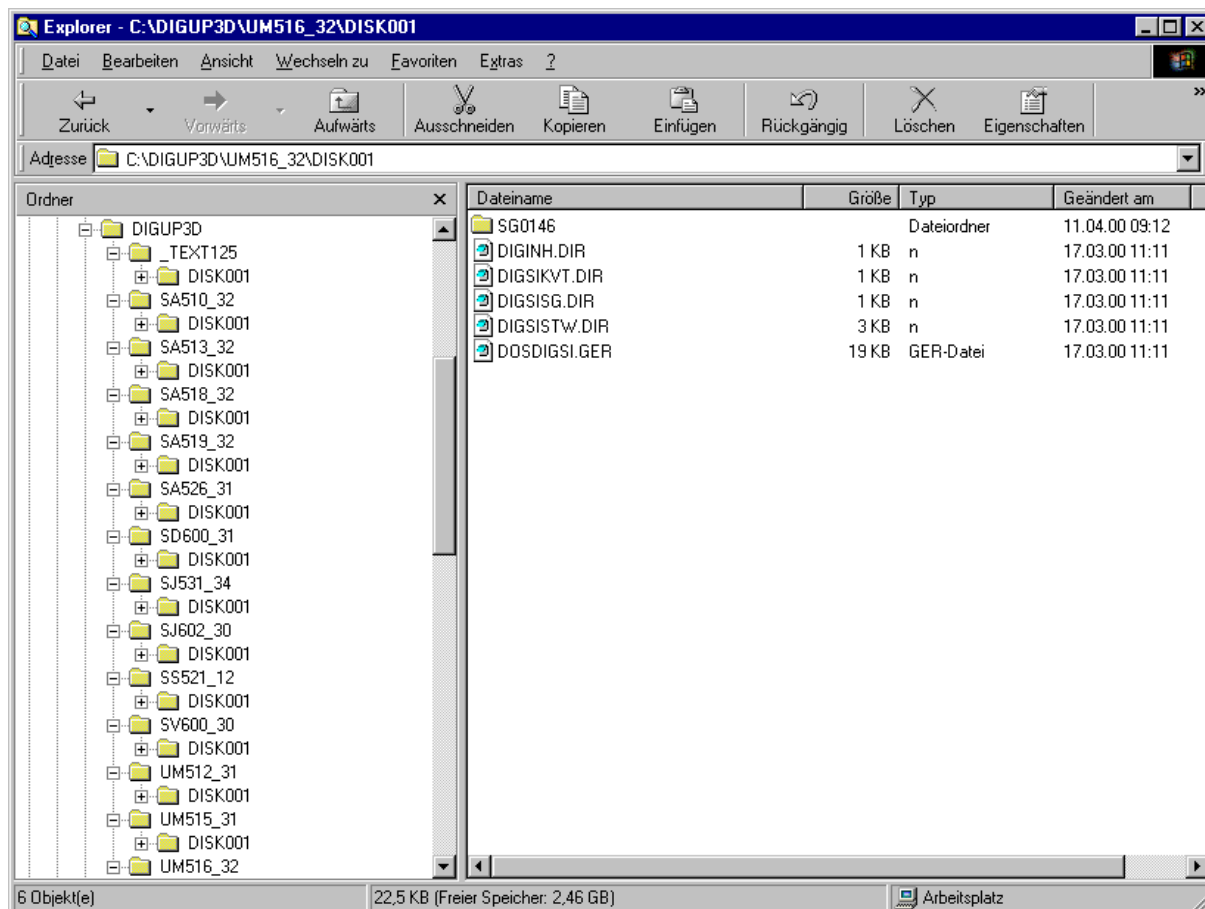 Explorer - C:\DIGUP3D\UM516_32\DISK001
Datei Bearbeiten Ansicht Wechseln zu Favoriten Extras ?
Zurück Vorwärts Aufwärts Ausschneiden Kopieren Einfügen Rückgängig Löschen Eigenschaften »
Adresse C:\DIGUP3D\UM516_32\DISK001
Ordner
DIGUP3D
_TEXT125
DISK001
SA510_32
DISK001
SA513_32
DISK001
SA518_32
DISK001
SA519_32
DISK001
SA526_31
DISK001
SD600_31
DISK001
SJ531_34
DISK001
SJ602_30
DISK001
SS521_12
DISK001
SV600_30
DISK001
UM512_31
DISK001
UM515_31
DISK001
UM516_32
Dateiname Größe Typ Geändert am
SG0146 Dateiordner 11.04.00 09:12
DIGINH.DIR 1 KB n 17.03.00 11:11
DIGSIKVT.DIR 1 KB n 17.03.00 11:11
DIGSISG.DIR 1 KB n 17.03.00 11:11
DIGSISTW.DIR 3 KB n 17.03.00 11:11
DOSDIGSI.GER 19 KB GER-Datei 17.03.00 11:11
6 Objekt(e) 22,5 KB (Freier Speicher: 2,46 GB) Arbeitsplatz